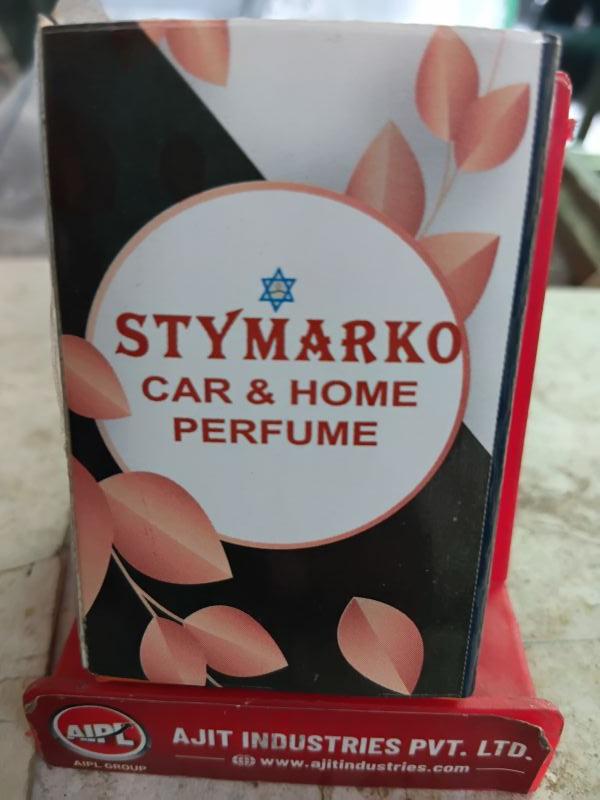 STYMARKO
CAR & HOME
PERFUME
AIPL
AIPL GROUP
AJIT INDUSTRIES PVT. LTD.
www.ajitindustries.com